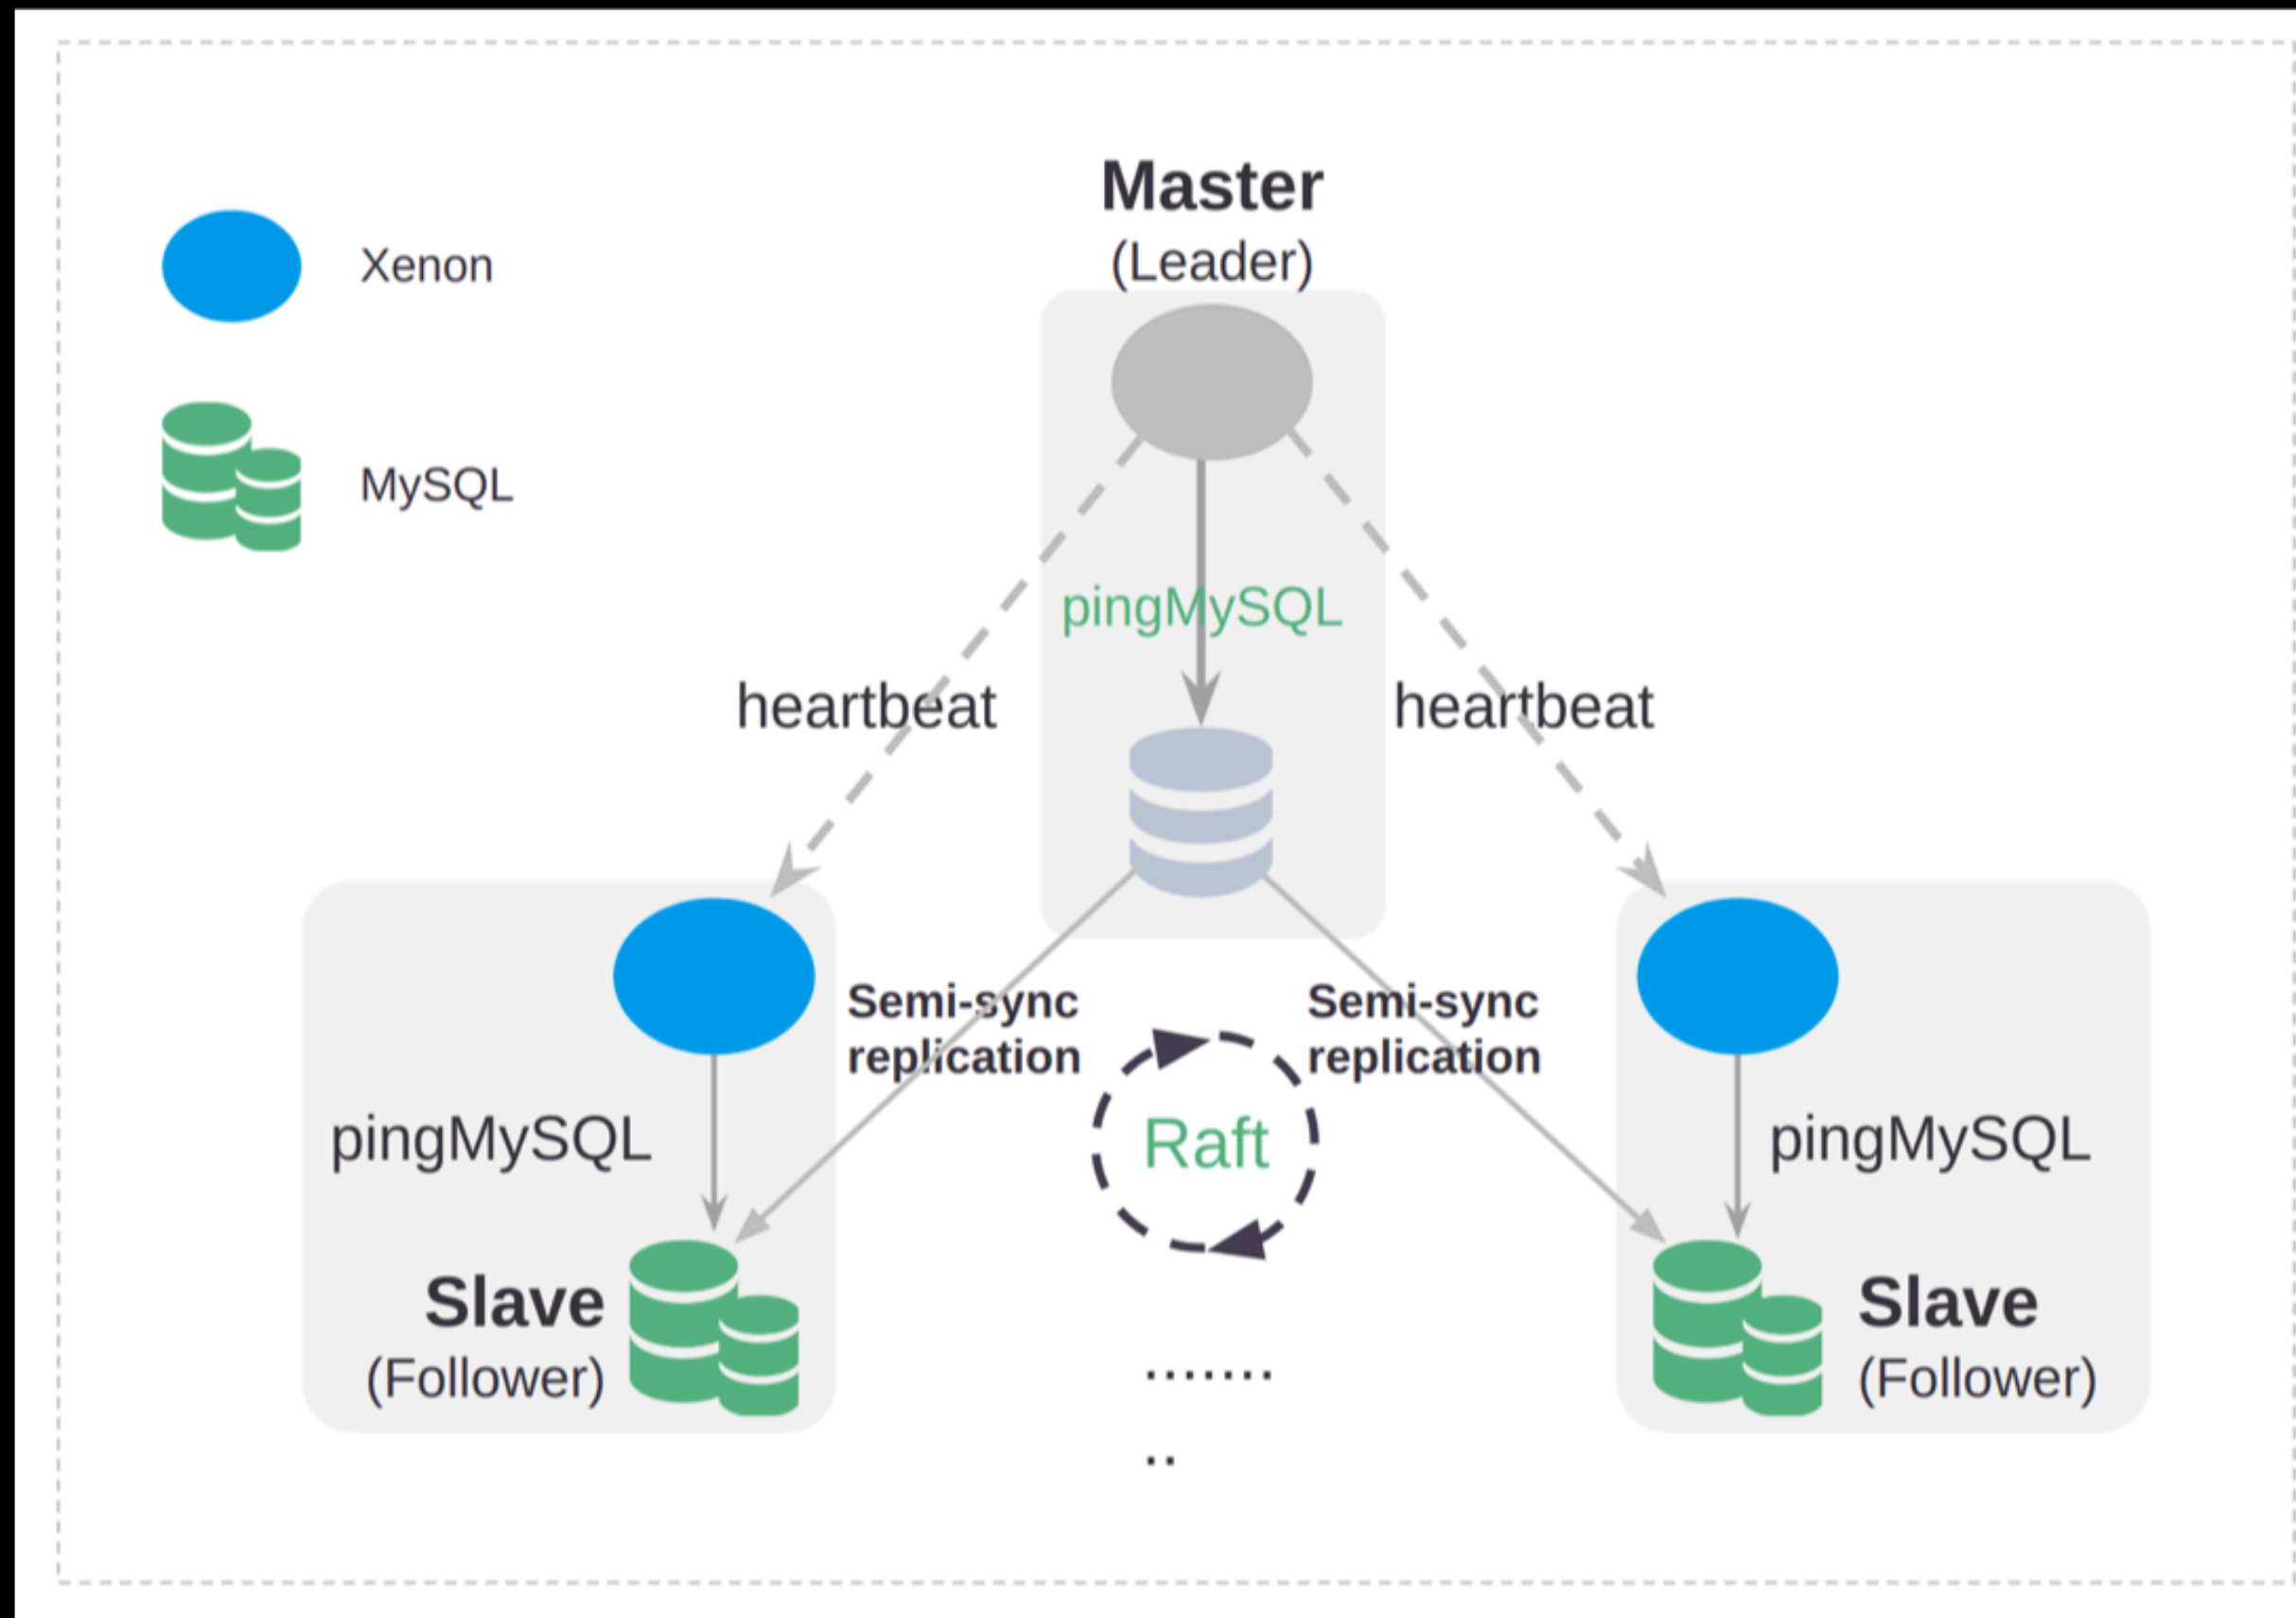 Master
(Leader)
Xenon
MySQL
pingMySQL
heartbeat
heartbeat
Semi-sync
replication
Semi-sync
replication
Raft
pingMySQL
pingMySQL
Slave
(Follower)
Slave
(Follower)
.......
..